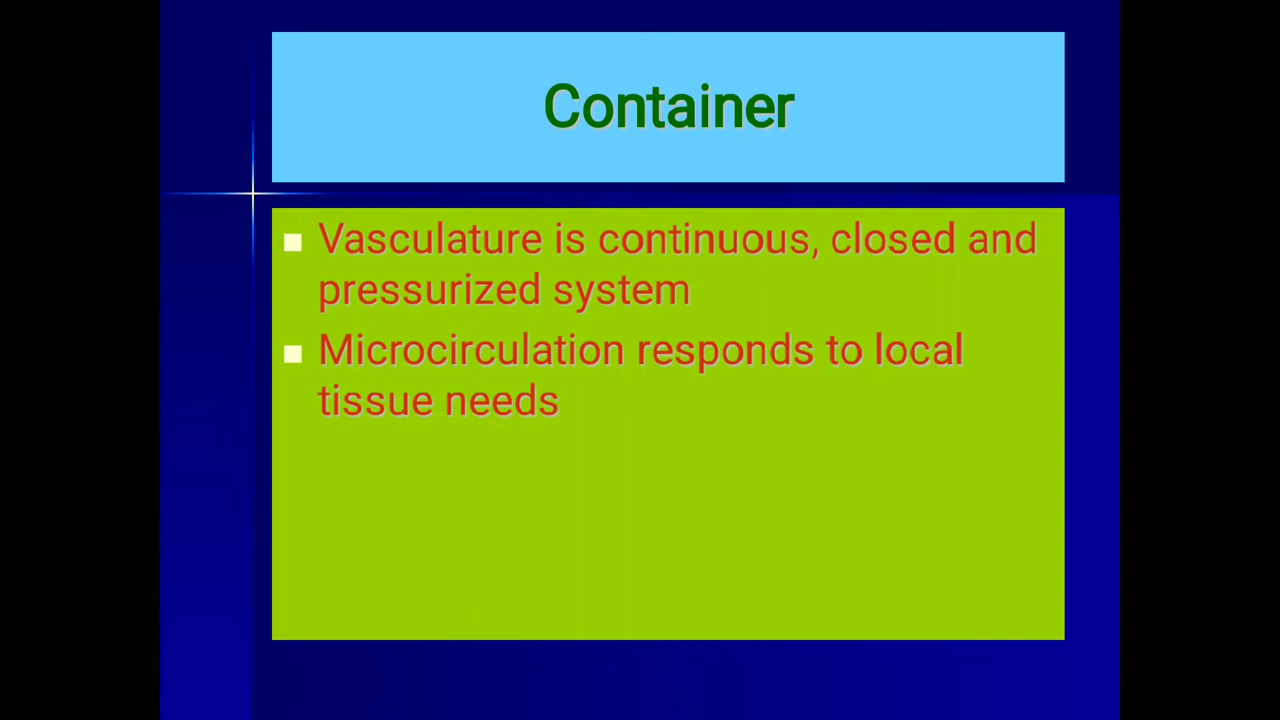 Container
Vasculature is continuous, closed and
pressurized system
Microcirculation responds to local
tissue needs